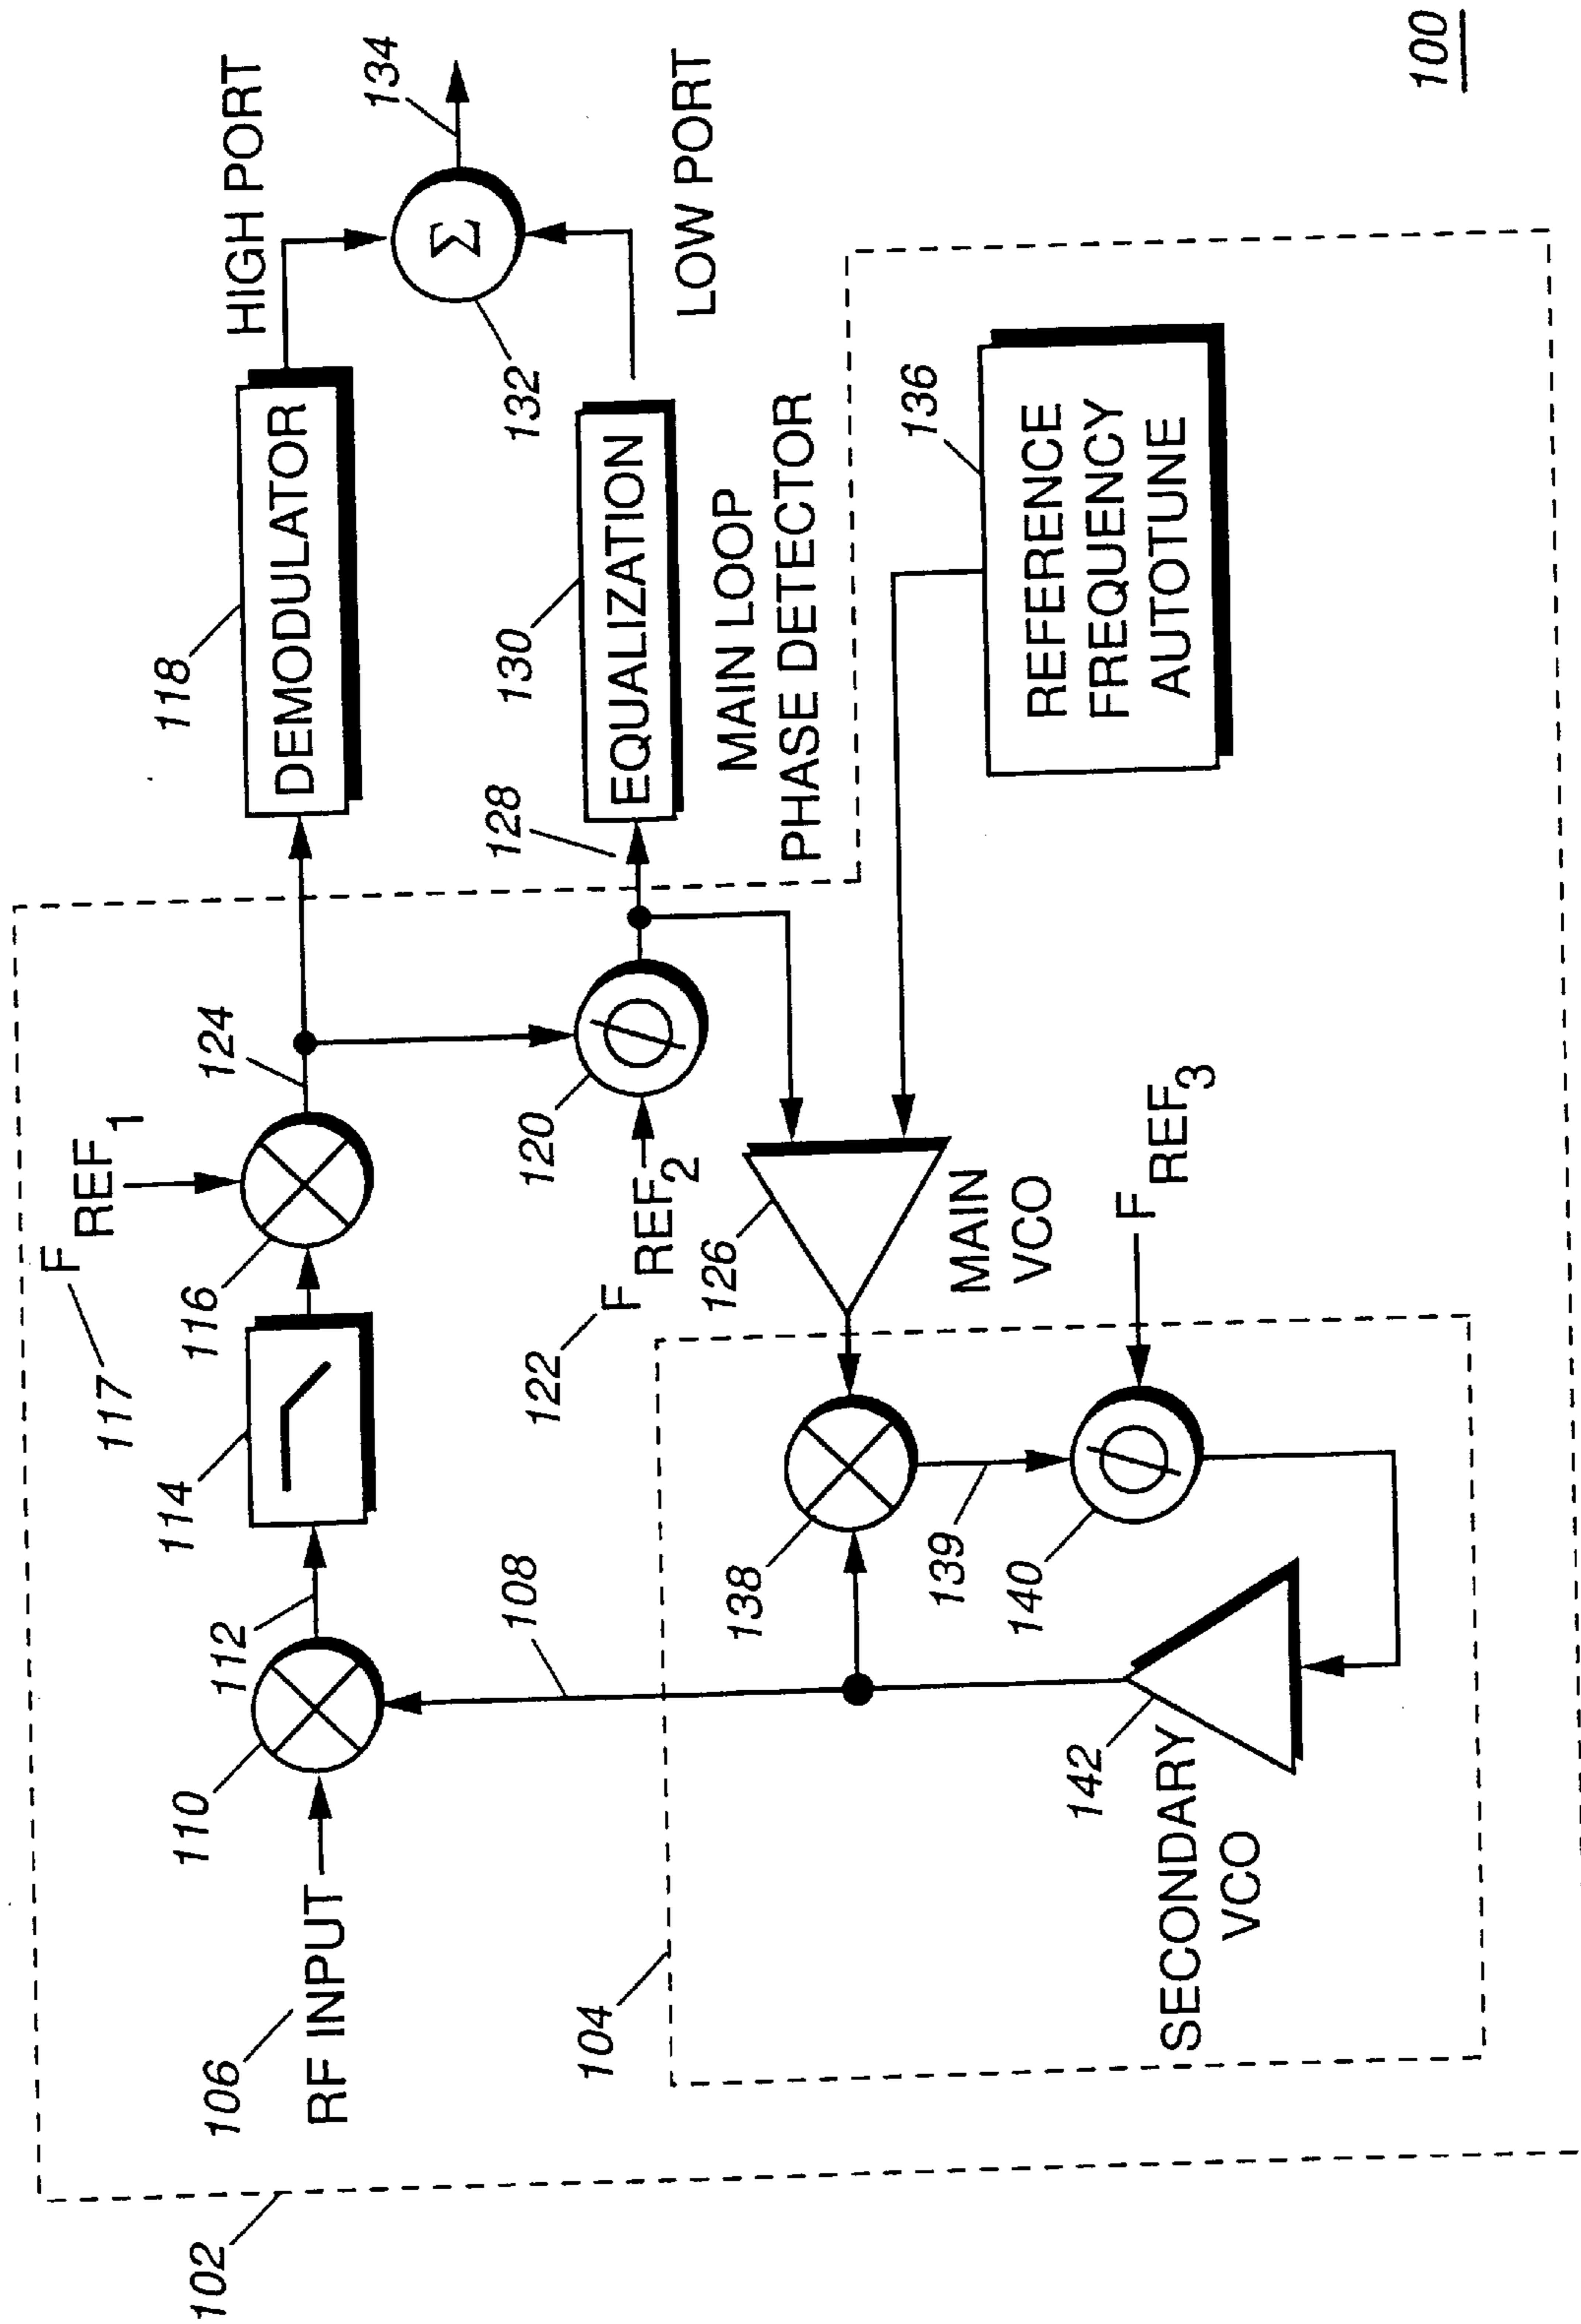 HIGH PORT
118
DEMODULATOR
134
Σ
132
117
F REF1
116
124
114
112
110
106
RF INPUT
102
128
130
EQUALIZATION
LOW PORT
MAIN LOOP
PHASE DETECTOR
120
122
F REF2
126
MAIN
VCO
136
REFERENCE
FREQUENCY
AUTOTUNE
108
104
138
139
140
F REF3
142
SECONDARY
VCO
100